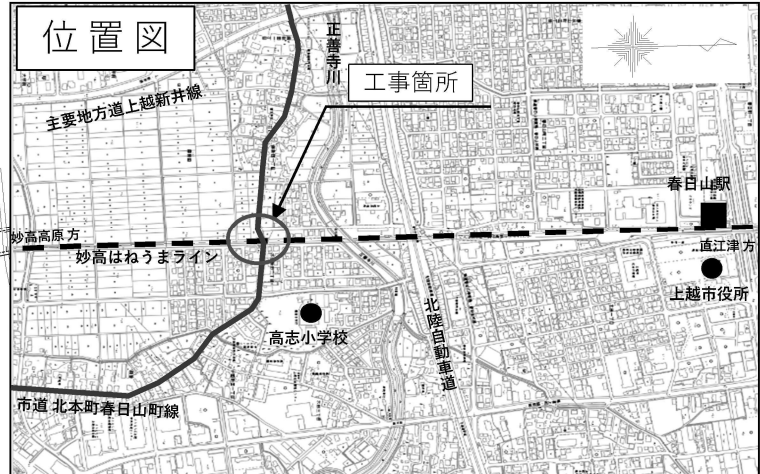 位置図
正善寺川
工事箇所
主要地方道上越新井線
春日山駅
妙高高原方
妙高はねうまライン
直江津方
上越市役所
高志小学校
北陸自動車道
市道 北本町春日山町線